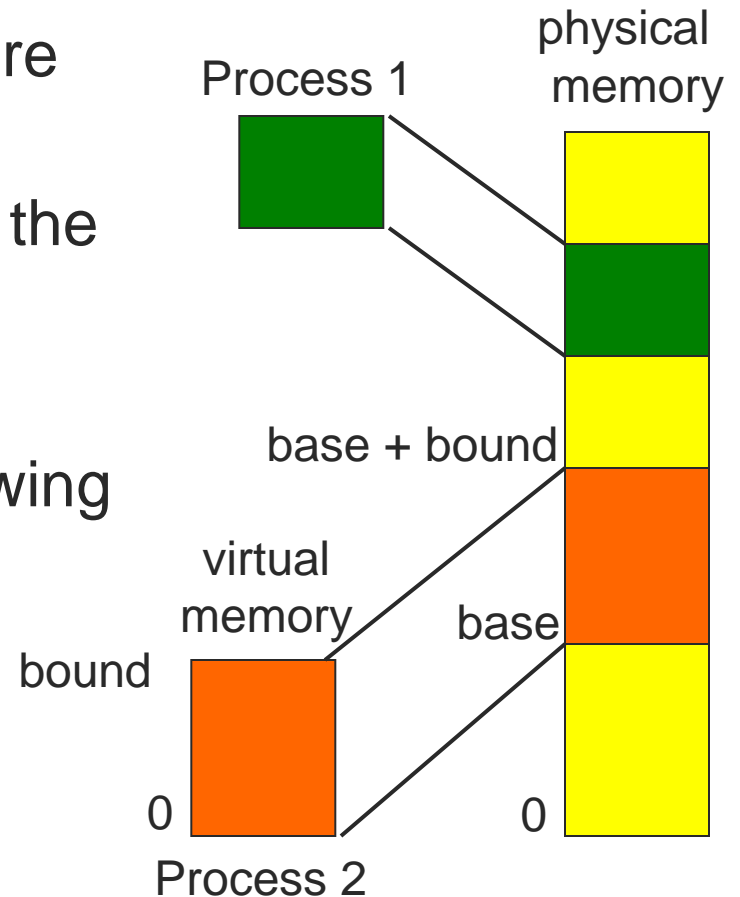 re
the
wing
Process 1
physical
memory
base + bound
virtual
memory
base
bound
0
0
Process 2